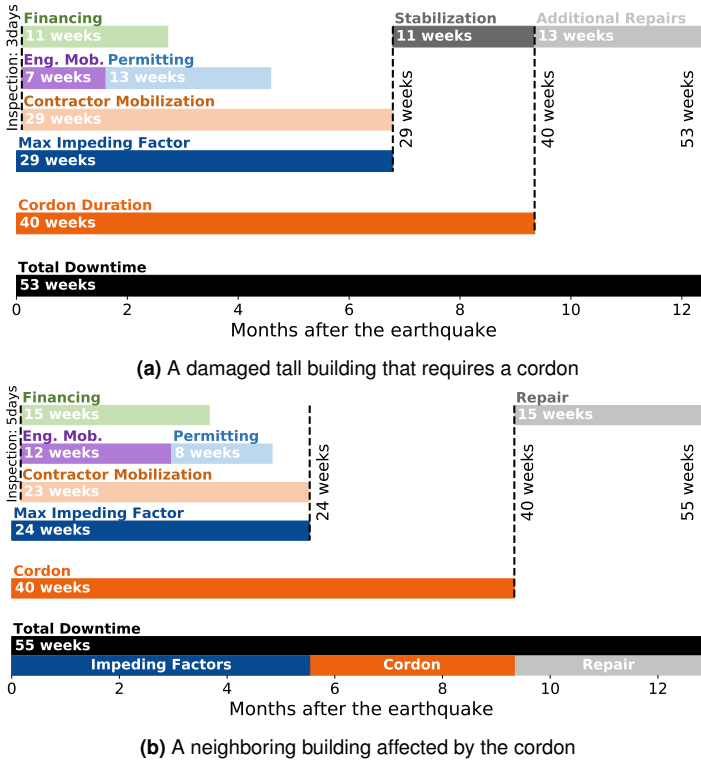 Financing
11 weeks
Stabilization
11 weeks
Additional Repairs
13 weeks
Inspection: 3days
Eng. Mob.
7 weeks
Permitting
13 weeks
Contractor Mobilization
29 weeks
Max Impeding Factor
29 weeks
29 weeks
40 weeks
53 weeks
Cordon Duration
40 weeks
Total Downtime
53 weeks
0 2 4 6 8 10 12
Months after the earthquake
(a) A damaged tall building that requires a cordon
Financing
15 weeks
Repair
15 weeks
Inspection: 5days
Eng. Mob.
12 weeks
Permitting
8 weeks
Contractor Mobilization
23 weeks
Max Impeding Factor
24 weeks
24 weeks
40 weeks
55 weeks
Cordon
40 weeks
Total Downtime
55 weeks
Impeding Factors Cordon Repair
0 2 4 6 8 10 12
Months after the earthquake
(b) A neighboring building affected by the cordon